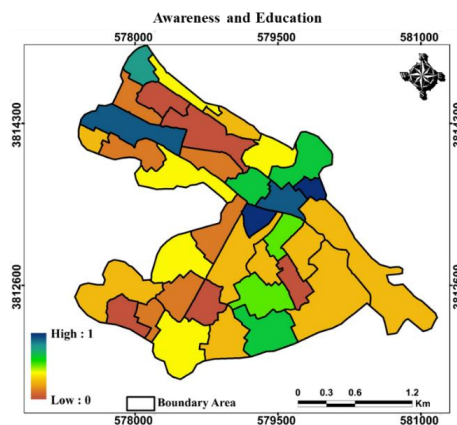 Awareness and Education
578000 579500 581000
3814300 3814300
3812600 3812600
High : 1
Low : 0
Boundary Area
0 0.3 0.6 1.2
Km
578000 579500 581000